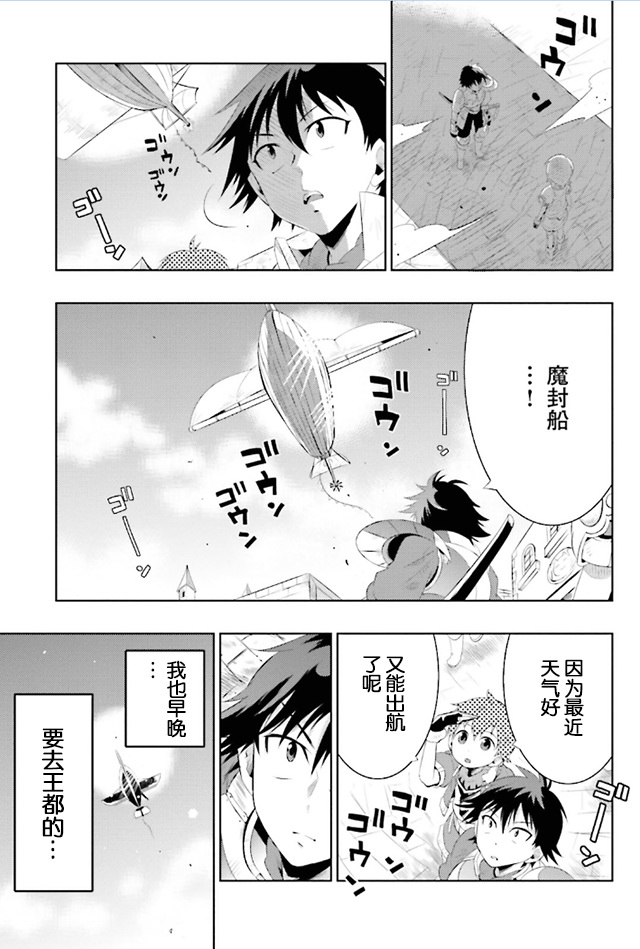 ン
ゴウン
ゴウン
ゴーン
ゴーン
魔封船
…!
ゴウン
ゴウン
ゴーン
ゴウン
ゴウン
ゴーン
因为最近
天气好
又能出航
了呢
ゴーン
ゴウン
ゴウン
我也早晚
…
要去王都的…